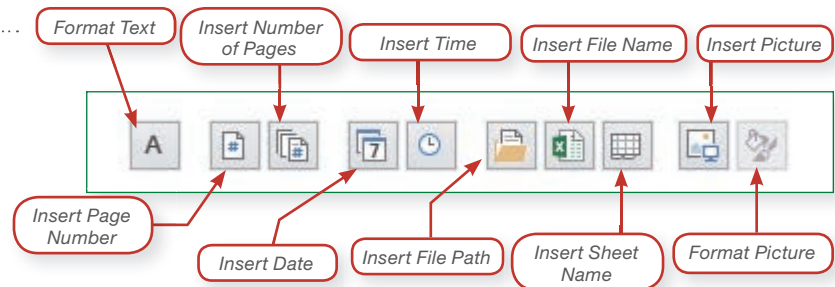 ...
Format Text
Insert Number
of Pages
Insert Time
Insert File Name
Insert Picture
A
#
#
7
X
Insert Page
Number
Insert Date
Insert File Path
Insert Sheet
Name
Format Picture